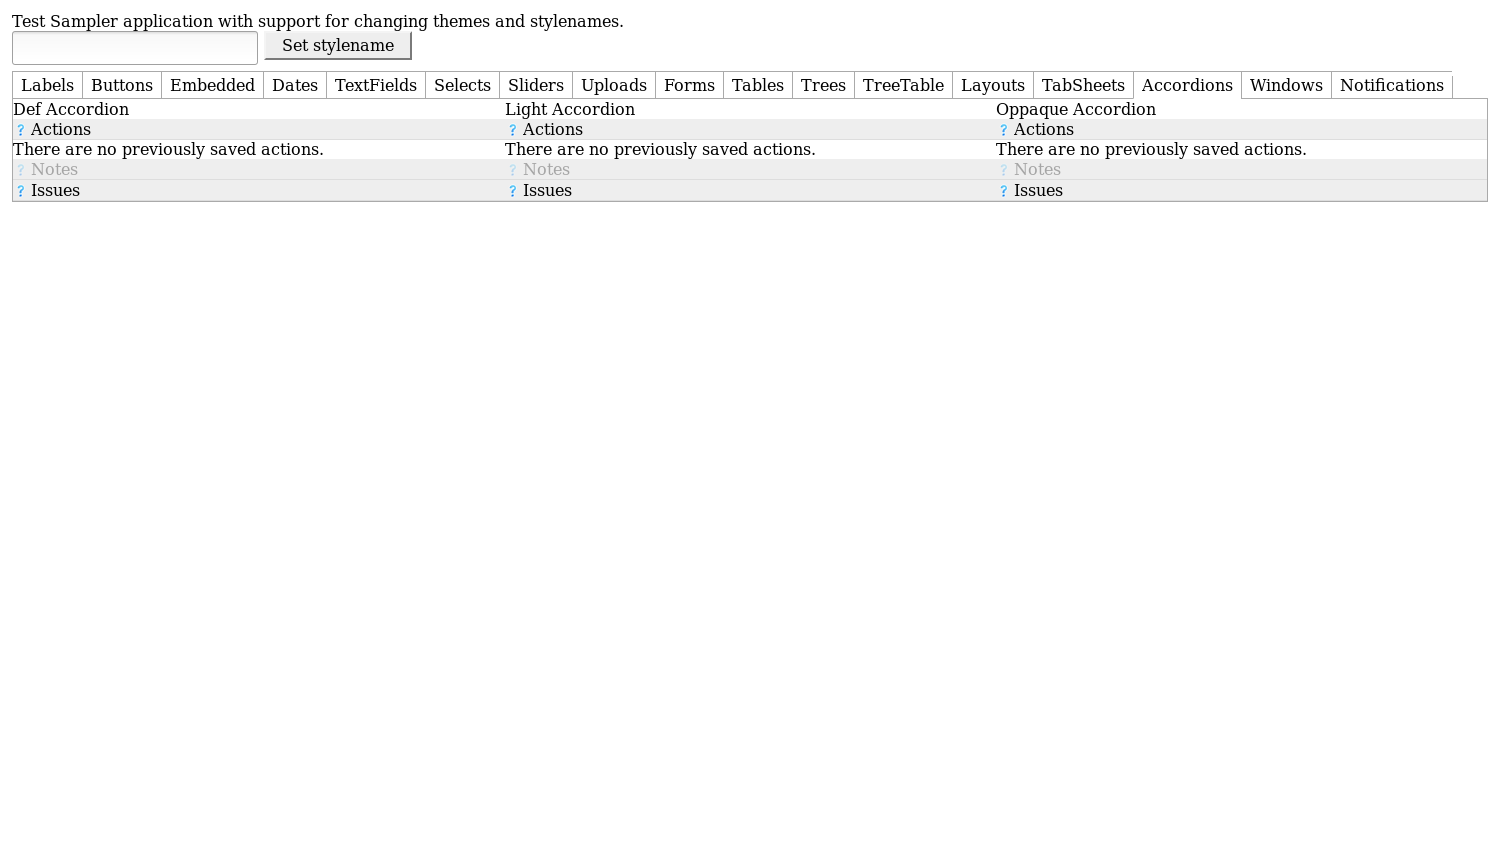 Test Sampler application with support for changing themes and stylenames.
Set stylename
Labels Buttons Embedded Dates TextFields Selects Sliders Uploads Forms Tables Trees TreeTable Layouts TabSheets Accordions Windows Notifications
Def Accordion Light Accordion Oppaque Accordion
? Actions ? Actions ? Actions
There are no previously saved actions. There are no previously saved actions. There are no previously saved actions.
? Notes ? Notes ? Notes
? Issues ? Issues ? Issues